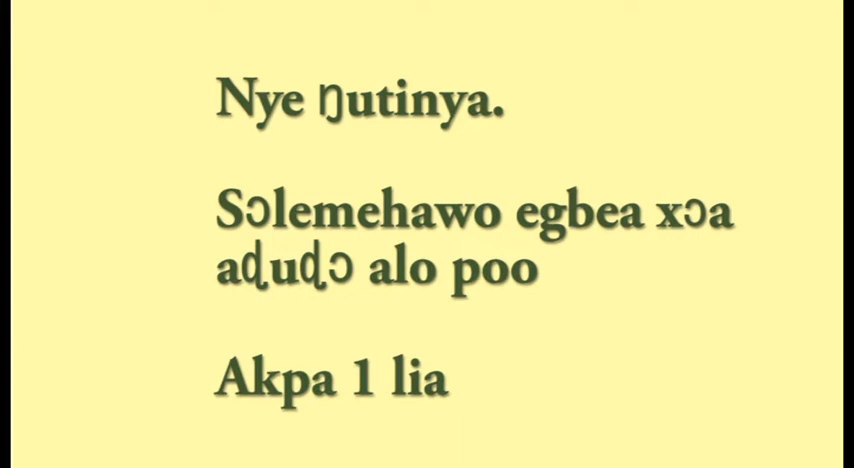 Nye ŋutinya.
Sɔlemehawo egbea xɔa
aɖuɖɔ alo poo
Akpa 1 lia